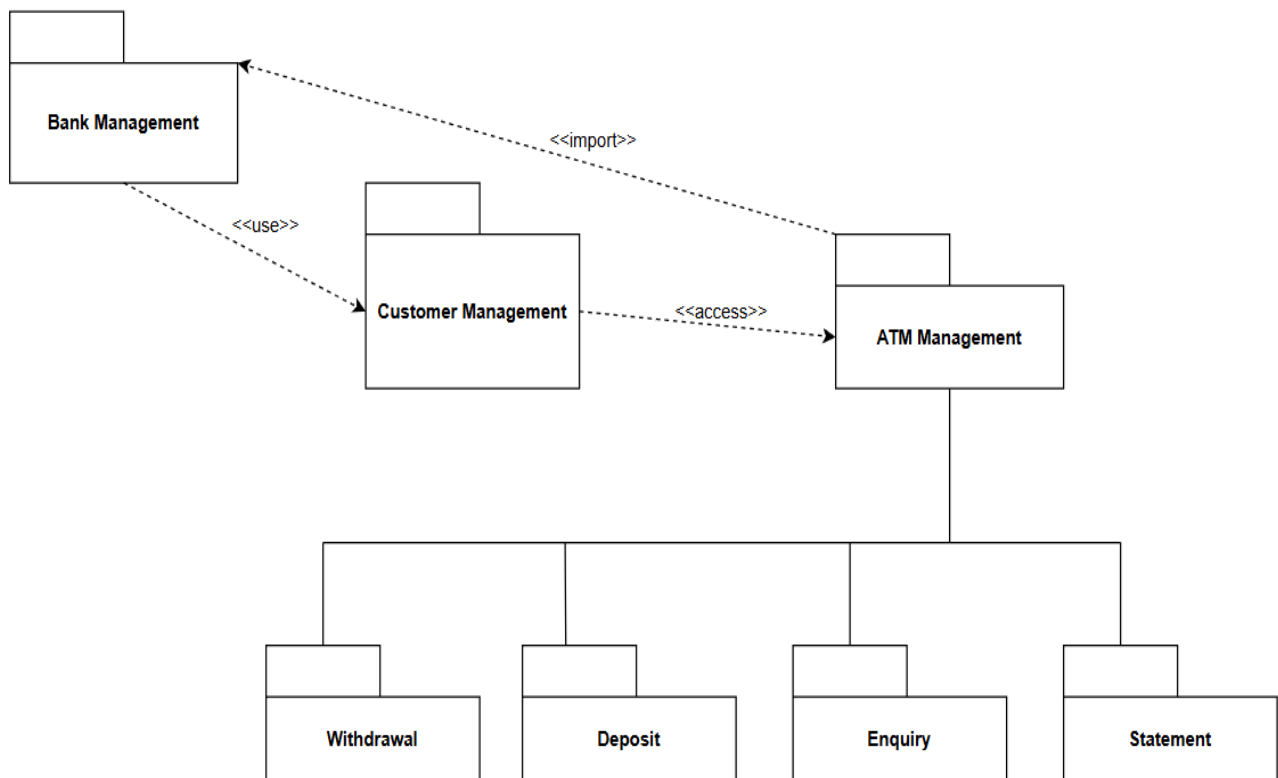 Bank Management
<<import>>
<<use>>
Customer Management
<<access>>
ATM Management
Withdrawal
Deposit
Enquiry
Statement